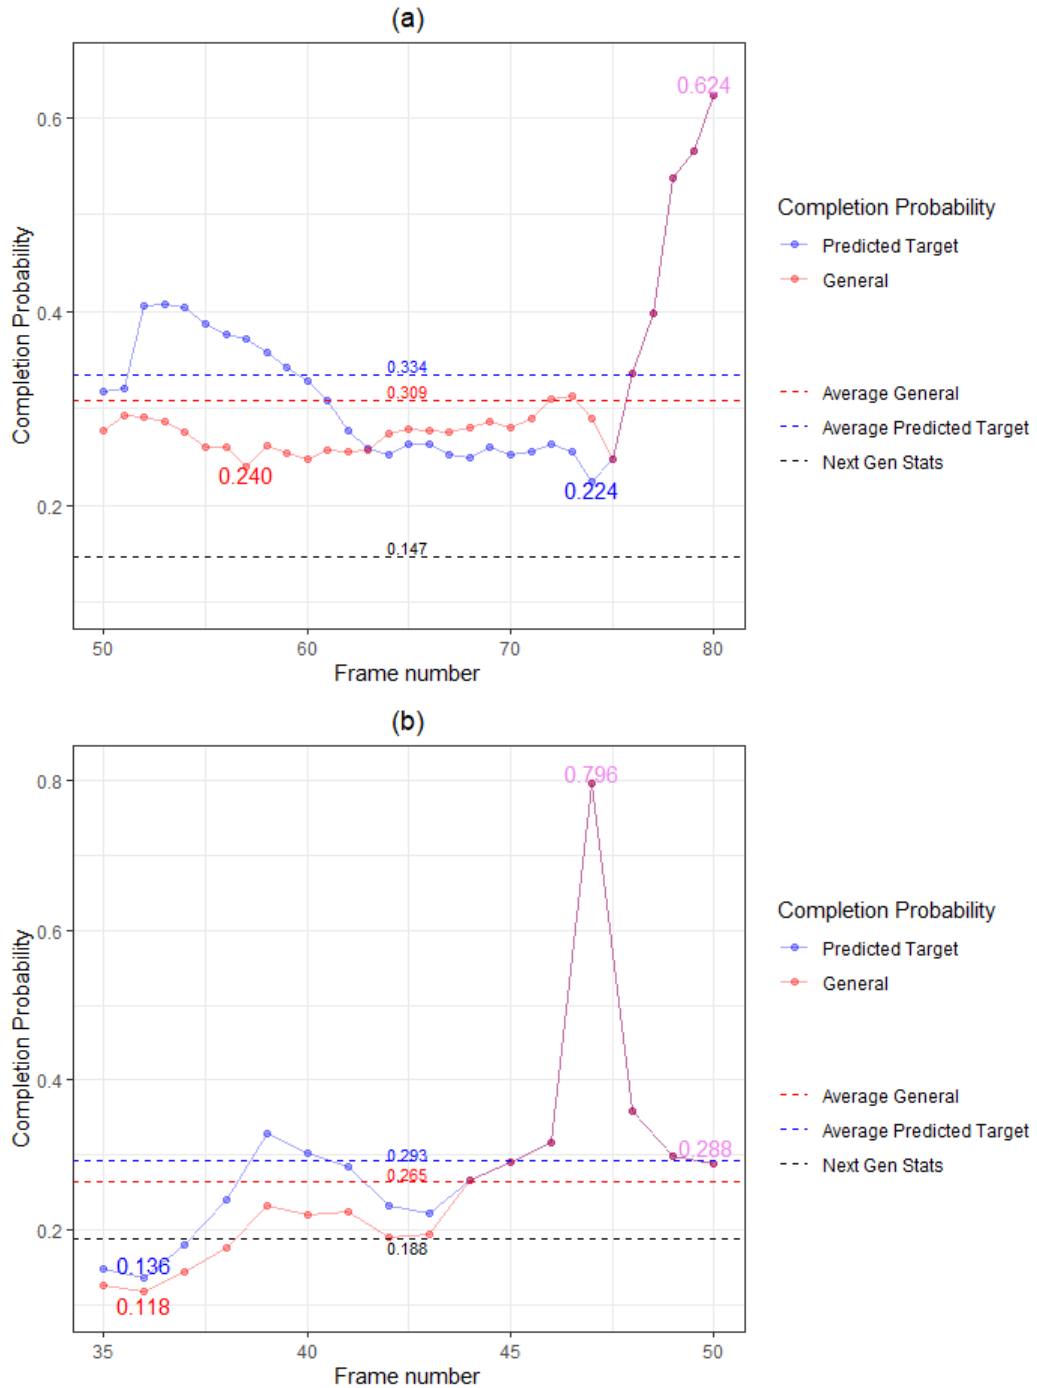 (a)
0.624
0.6
0.4
0.2
Completion Probability
0.334
0.309
0.240
0.224
0.147
50
60
70
80
Frame number
Completion Probability
Predicted Target
General
Average General
Average Predicted Target
Next Gen Stats
(b)
0.796
0.8
0.6
0.4
0.2
Completion Probability
0.293
0.288
0.265
0.188
0.136
0.118
35
40
45
50
Frame number
Completion Probability
Predicted Target
General
Average General
Average Predicted Target
Next Gen Stats